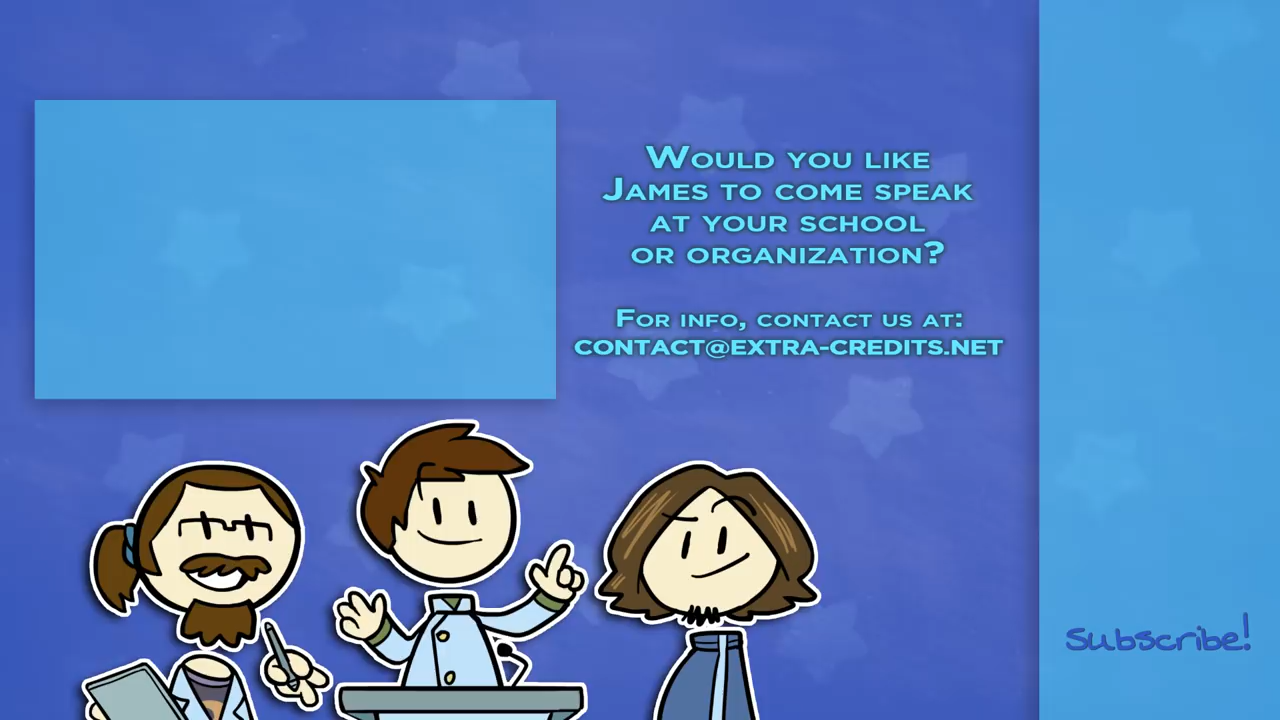 Would you like
James to come speak
at your school
or organization?
For info, contact us at:
contact@extra-credits.net
Subscribe!